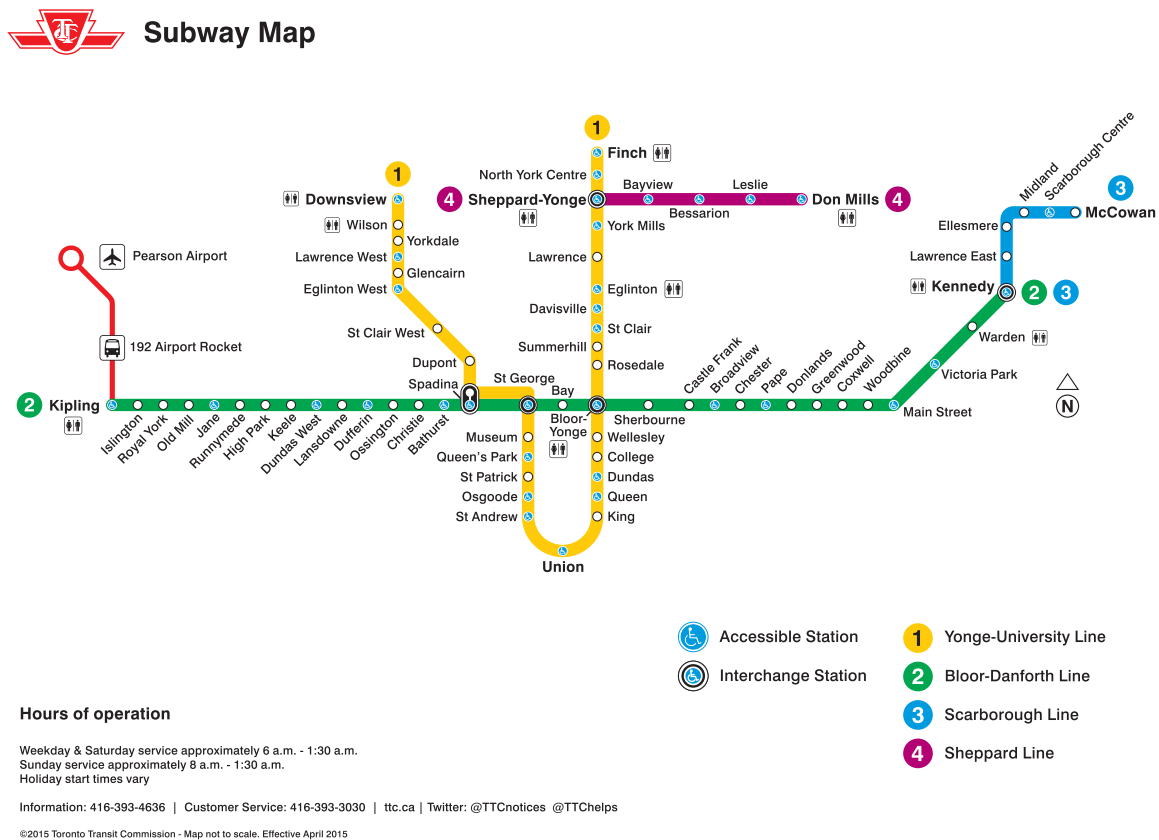 TTC
Subway Map
1
Finch
North York Centre
1
4
Sheppard-Yonge
Bayview
Leslie
Bessarion
Don Mills
4
Downsview
Wilson
Yorkdale
Lawrence West
Glencairn
Eglinton West
St Clair West
Dupont
Spadina
York Mills
Lawrence
Eglinton
Davisville
St Clair
Summerhill
Rosedale
Midland
Scarborough Centre
3
McCowan
Ellesmere
Lawrence East
Kennedy
2
3
Warden
Victoria Park
Main Street
N
Pearson Airport
192 Airport Rocket
2
Kipling
Islington
Royal York
Old Mill
Jane
Runnymede
High Park
Keele
Dundas West
Lansdowne
Dufferin
Ossington
Christie
Bathurst
St George
Bay
Bloor-
Yonge
Sherbourne
Castle Frank
Broadview
Chester
Pape
Donlands
Greenwood
Coxwell
Woodbine
Museum
Queen's Park
St Patrick
Osgoode
St Andrew
Union
Wellesley
College
Dundas
Queen
King
Accessible Station
Interchange Station
1 Yonge-University Line
2 Bloor-Danforth Line
3 Scarborough Line
4 Sheppard Line
Hours of operation
Weekday & Saturday service approximately 6 a.m. - 1:30 a.m.
Sunday service approximately 8 a.m. - 1:30 a.m.
Holiday start times vary
Information: 416-393-4636 | Customer Service: 416-393-3030 | ttc.ca | Twitter: @TTCnotices @TTChelps
©2015 Toronto Transit Commission - Map not to scale. Effective April 2015